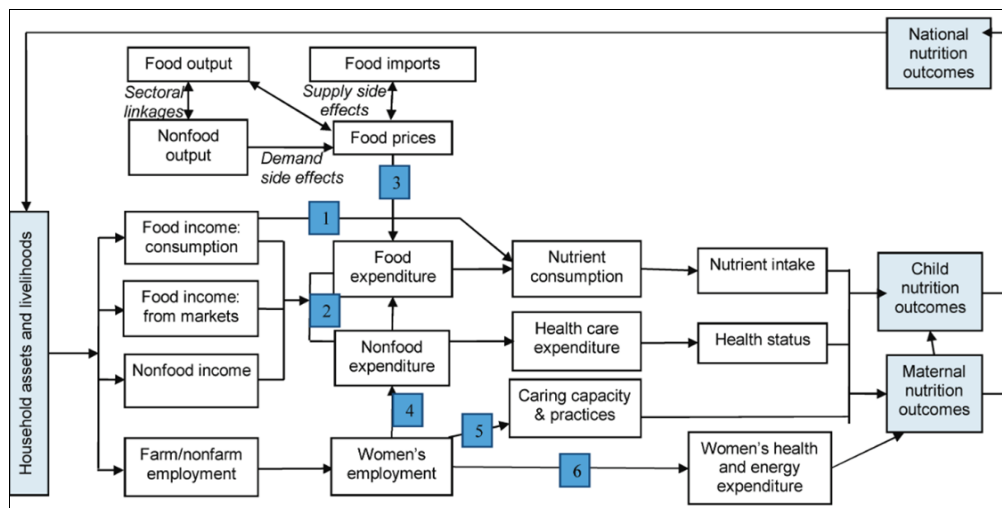 National
nutrition
outcomes
Food output
Food imports
Sectoral
linkages
Supply side
effects
Nonfood
output
Food prices
Demand
side effects
3
Household assets and livelihoods
1
Food income:
consumption
Food
expenditure
Nutrient
consumption
Nutrient intake
Child
nutrition
outcomes
Food income:
from markets
2
Nonfood income
Nonfood
expenditure
Health care
expenditure
Health status
Maternal
nutrition
outcomes
4
Caring capacity
& practices
5
Farm/nonfarm
employment
Women's
employment
6
Women's health
and energy
expenditure